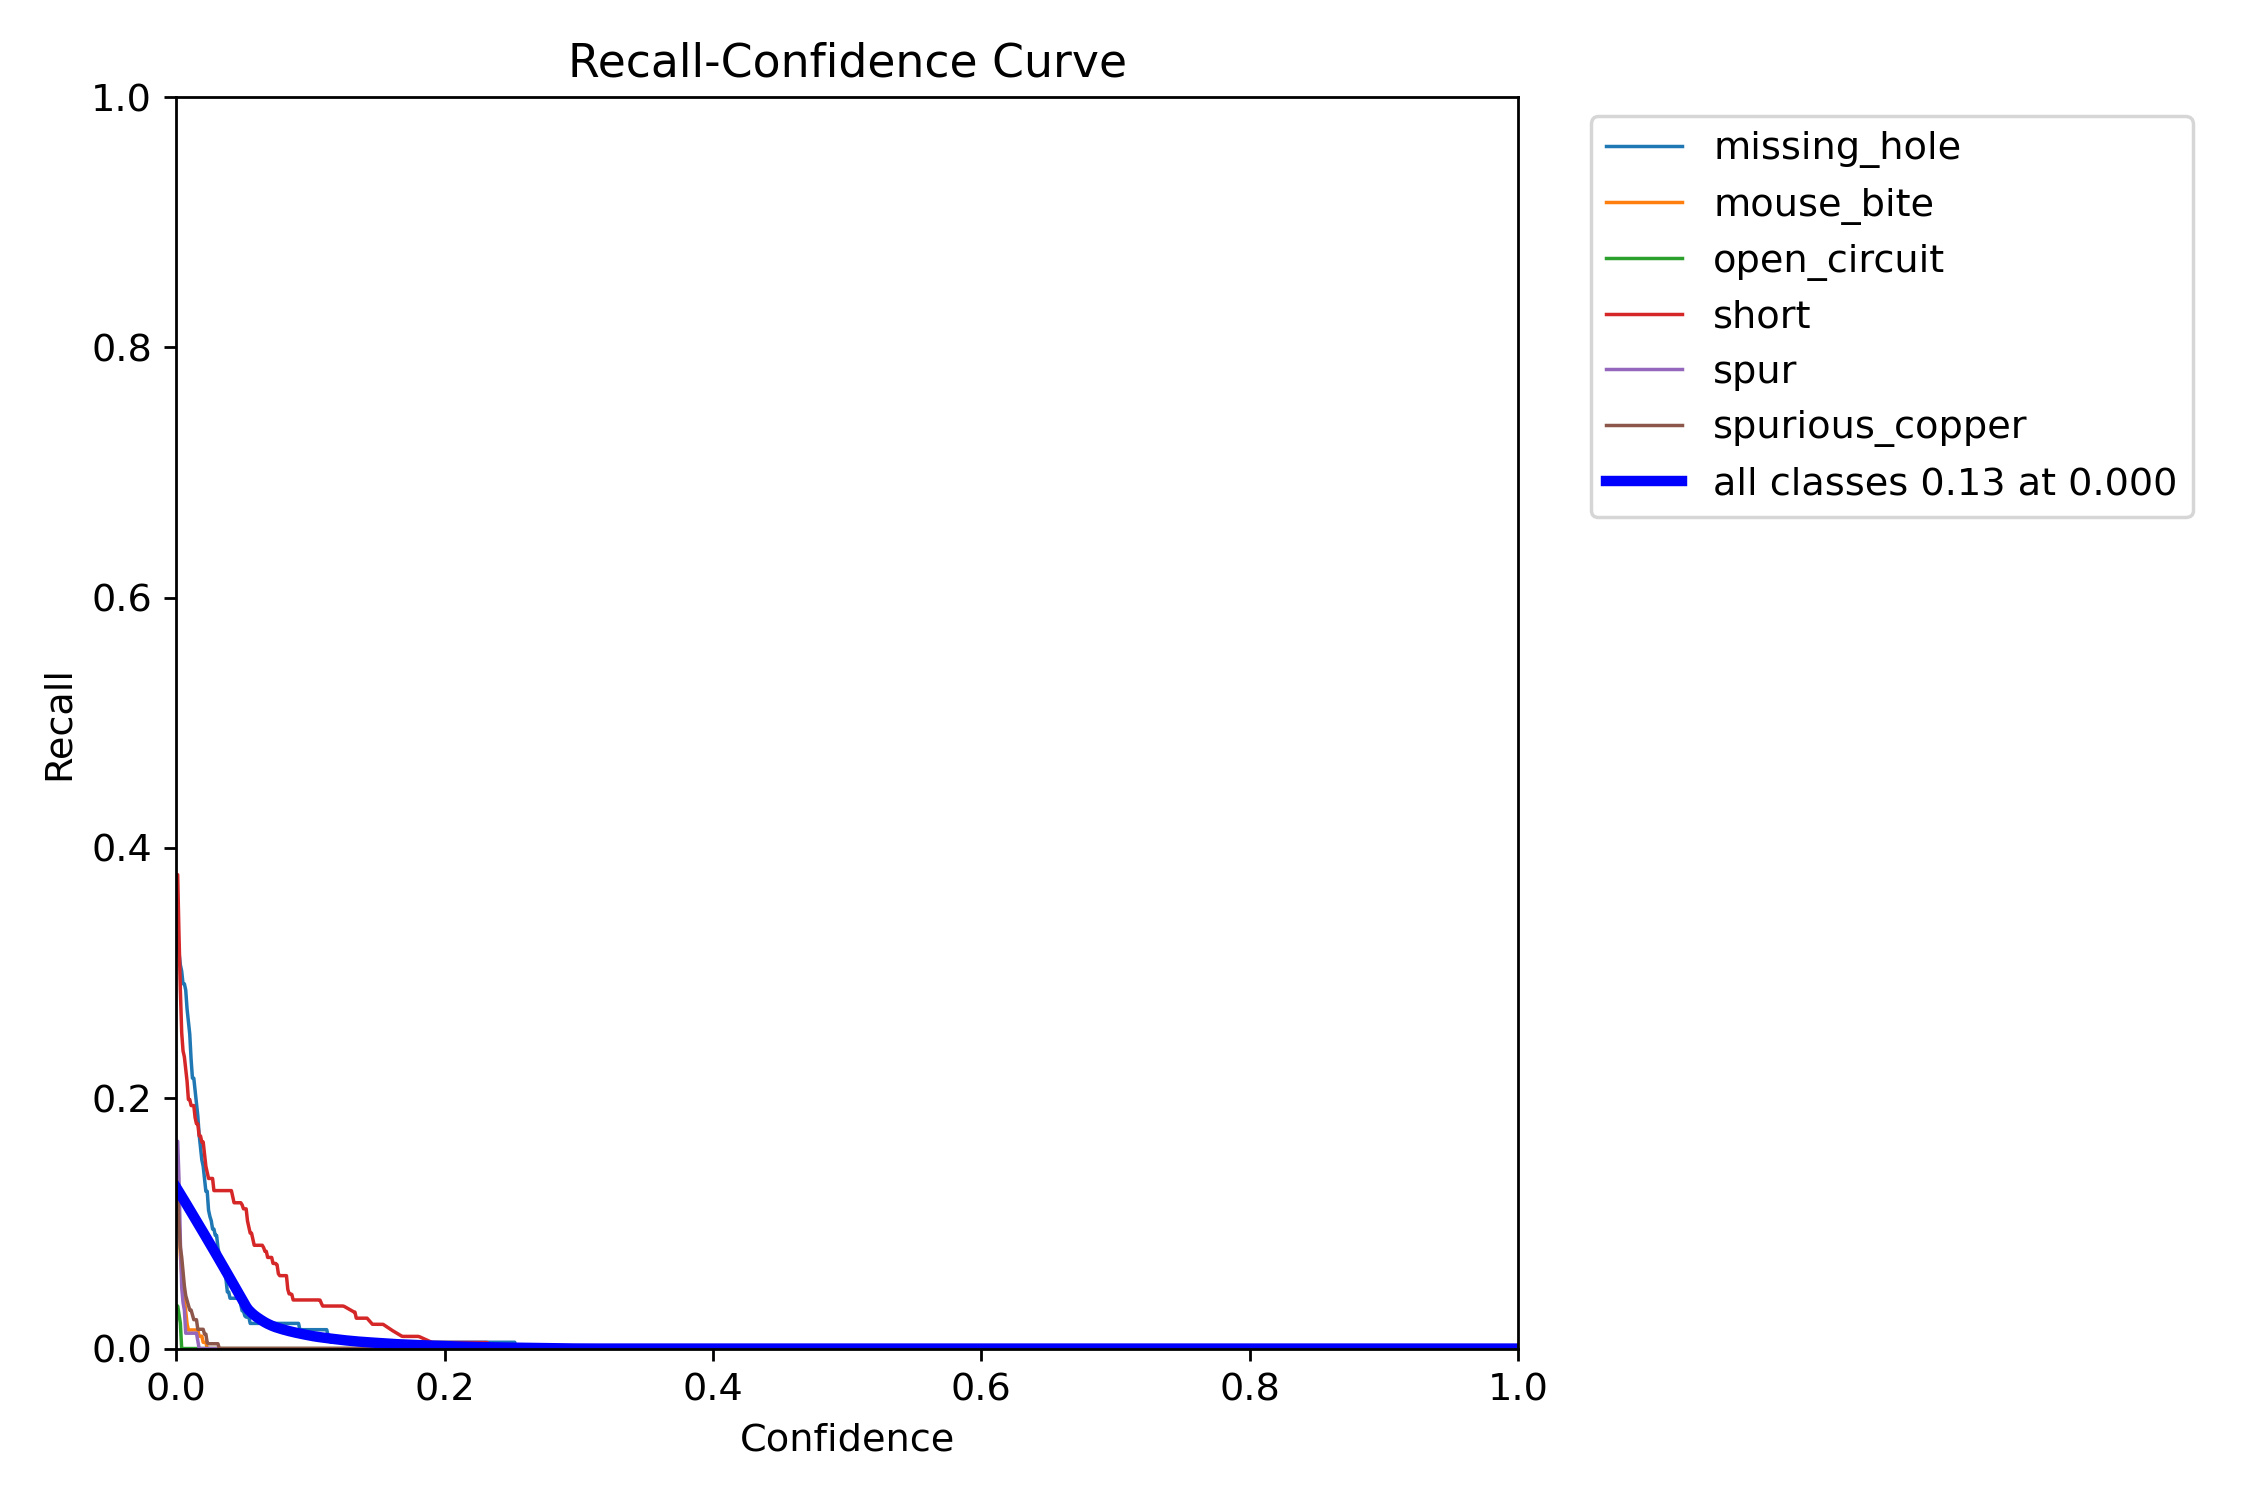 Recall-Confidence Curve
1.0
0.8
0.6
0.4
0.2
0.0
Recall
0.0 0.2 0.4 0.6 0.8 1.0
Confidence
missing_hole
mouse_bite
open_circuit
short
spur
spurious_copper
all classes 0.13 at 0.000